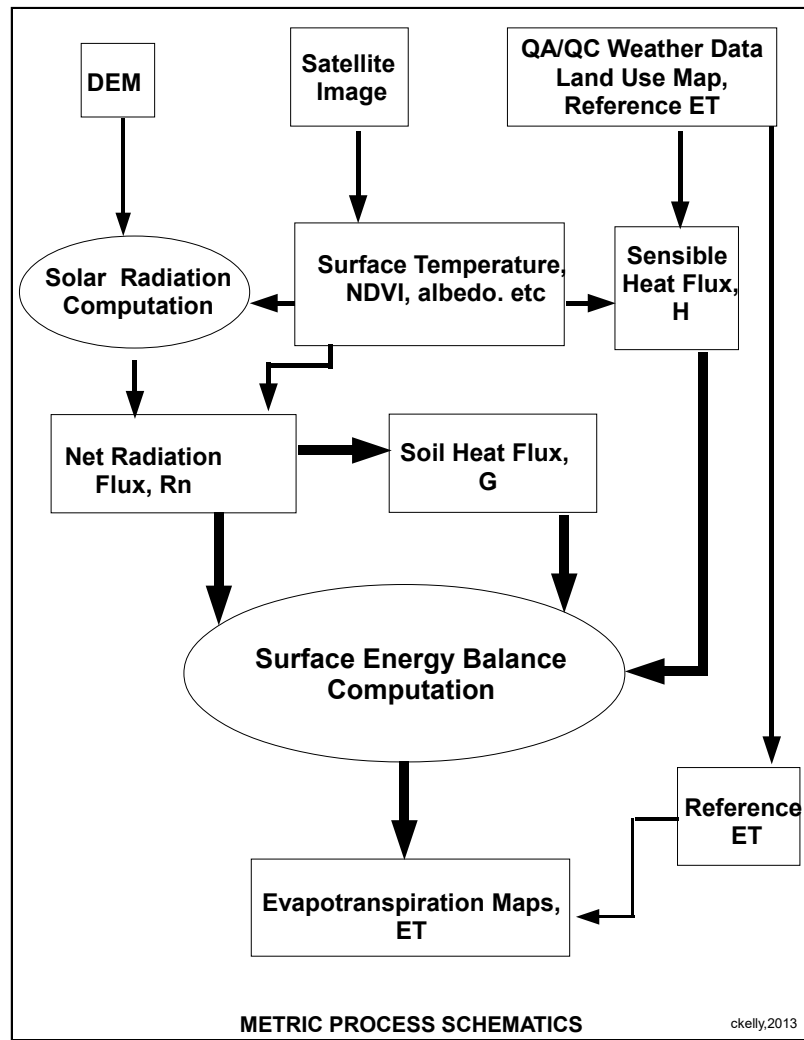 DEM
Satellite
Image
QA/QC Weather Data
Land Use Map,
Reference ET
Solar Radiation
Computation
Surface Temperature,
NDVI, albedo. etc
Sensible
Heat Flux,
H
Net Radiation
Flux, Rn
Soil Heat Flux,
G
Surface Energy Balance
Computation
Reference
ET
Evapotranspiration Maps,
ET
METRIC PROCESS SCHEMATICS
ckelly,2013